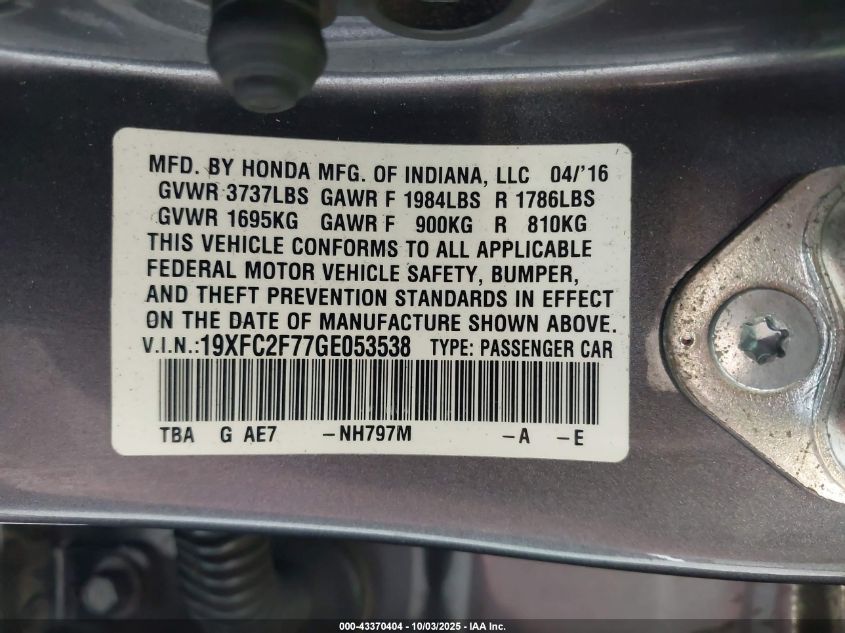 MFD. BY HONDA MFG. OF INDIANA, LLC 04/'16
GVWR 3737LBS GAWR F 1984LBS R 1786LBS
GVWR 1695KG GAWR F 900KG R 810KG
THIS VEHICLE CONFORMS TO ALL APPLICABLE
FEDERAL MOTOR VEHICLE SAFETY, BUMPER,
AND THEFT PREVENTION STANDARDS IN EFFECT
ON THE DATE OF MANUFACTURE SHOWN ABOVE.
V.I.N.:19XFC2F77GE053538 TYPE: PASSENGER CAR
TBA G AE7 -NH797M -A -E
000-43370404 | 10/03/2025 - IAA Inc.